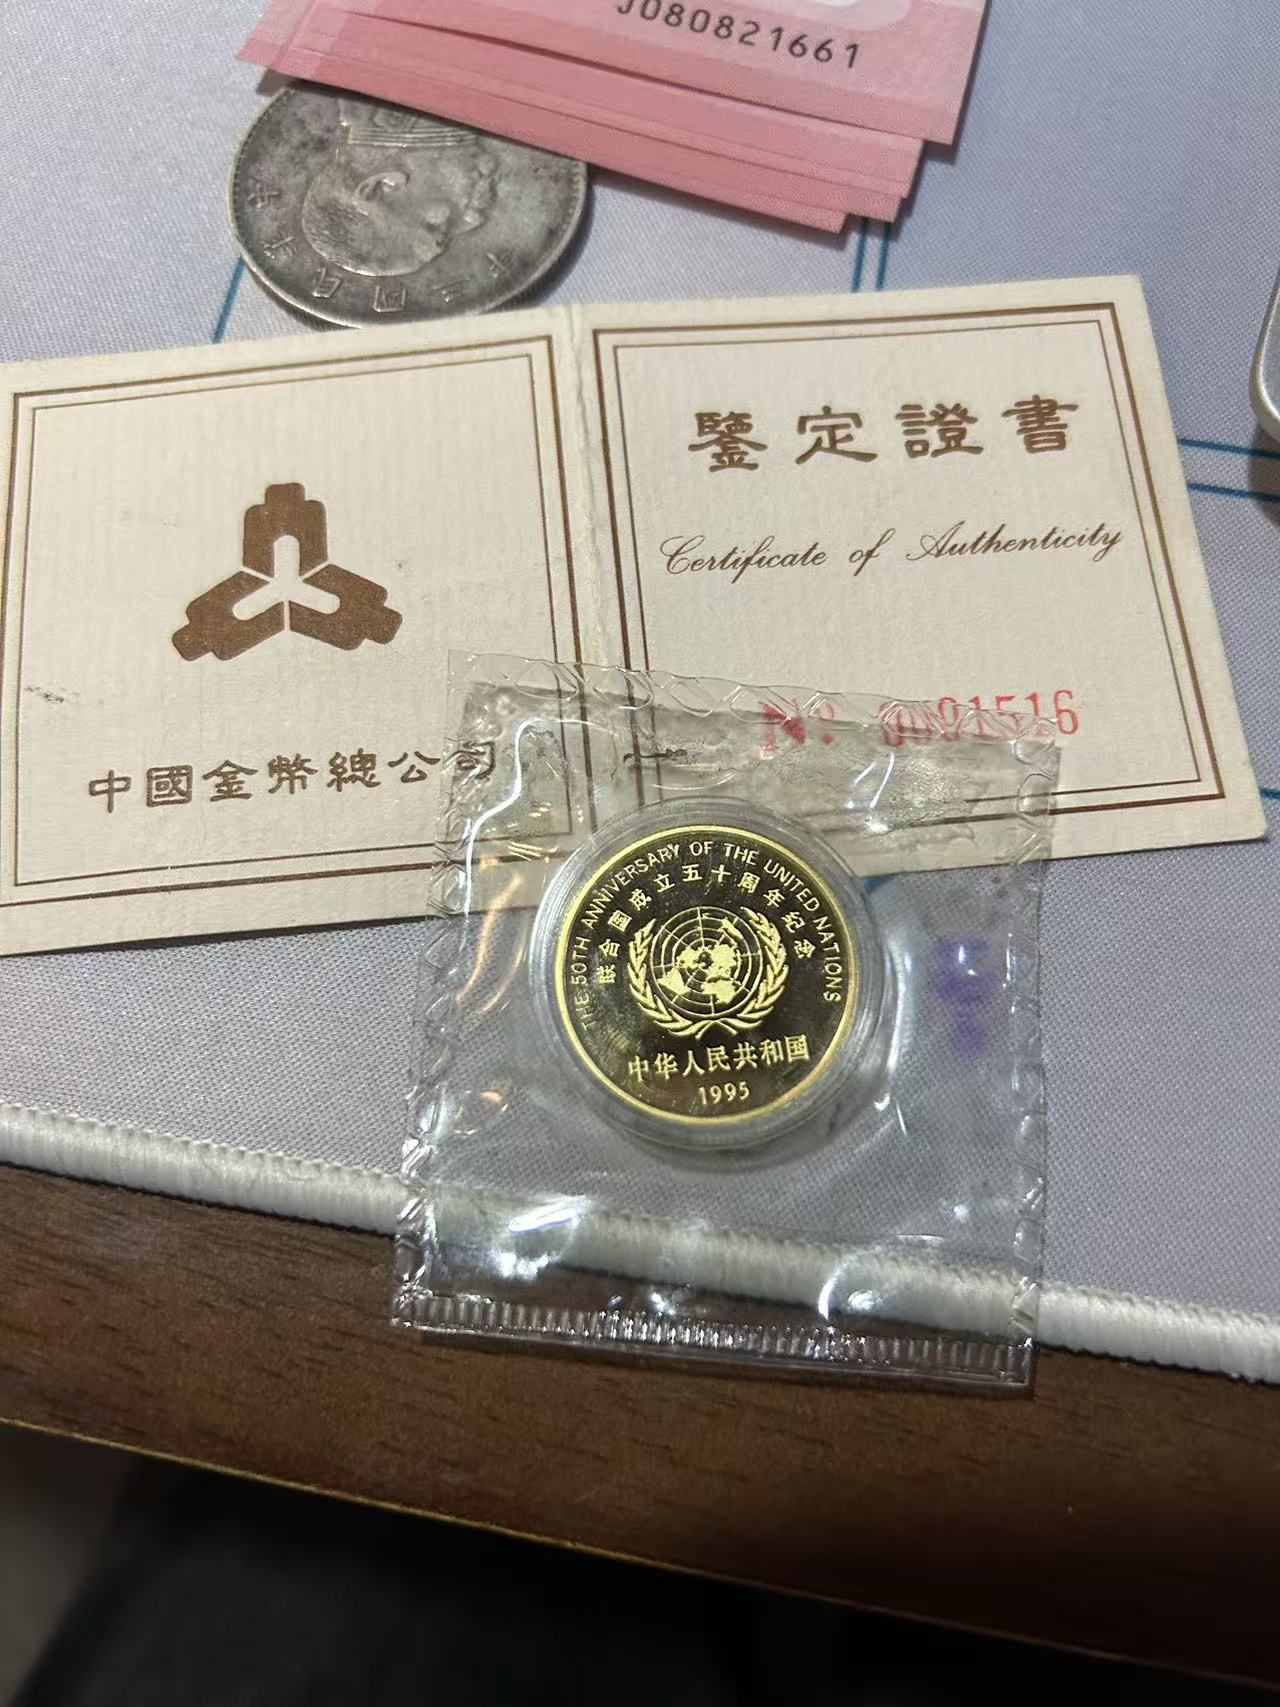 J080821661
鑒定證書
Certificate of Authenticity
№ 0001516
中國金幣總公司
THE 50TH ANNIVERSARY OF THE UNITED NATIONS
联合国成立五十周年纪念
中华人民共和国
1995